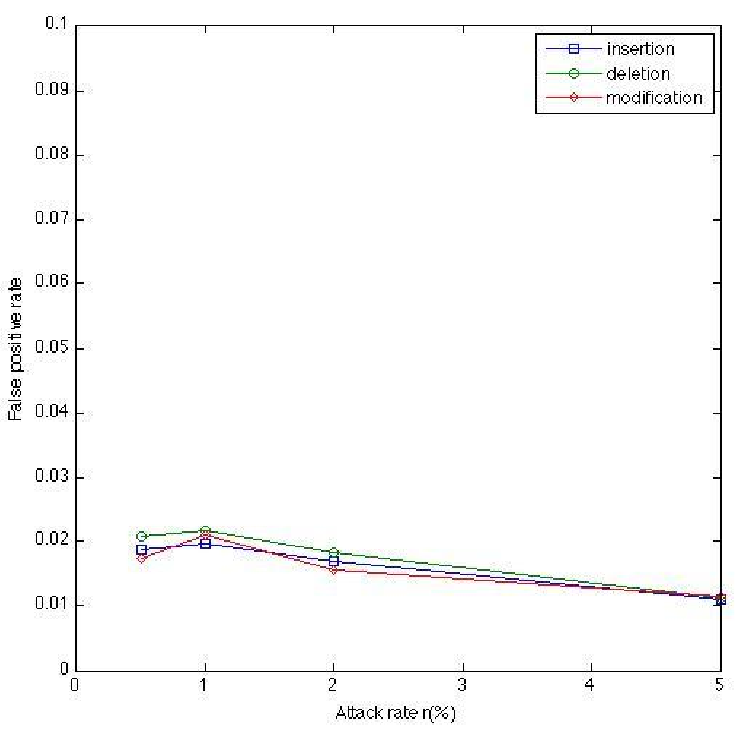 0.1
0.09
0.08
0.07
0.06
0.05
0.04
0.03
0.02
0.01
0
0 1 2 3 4 5
False positive rate
Attack rate r(%)
insertion
deletion
modification